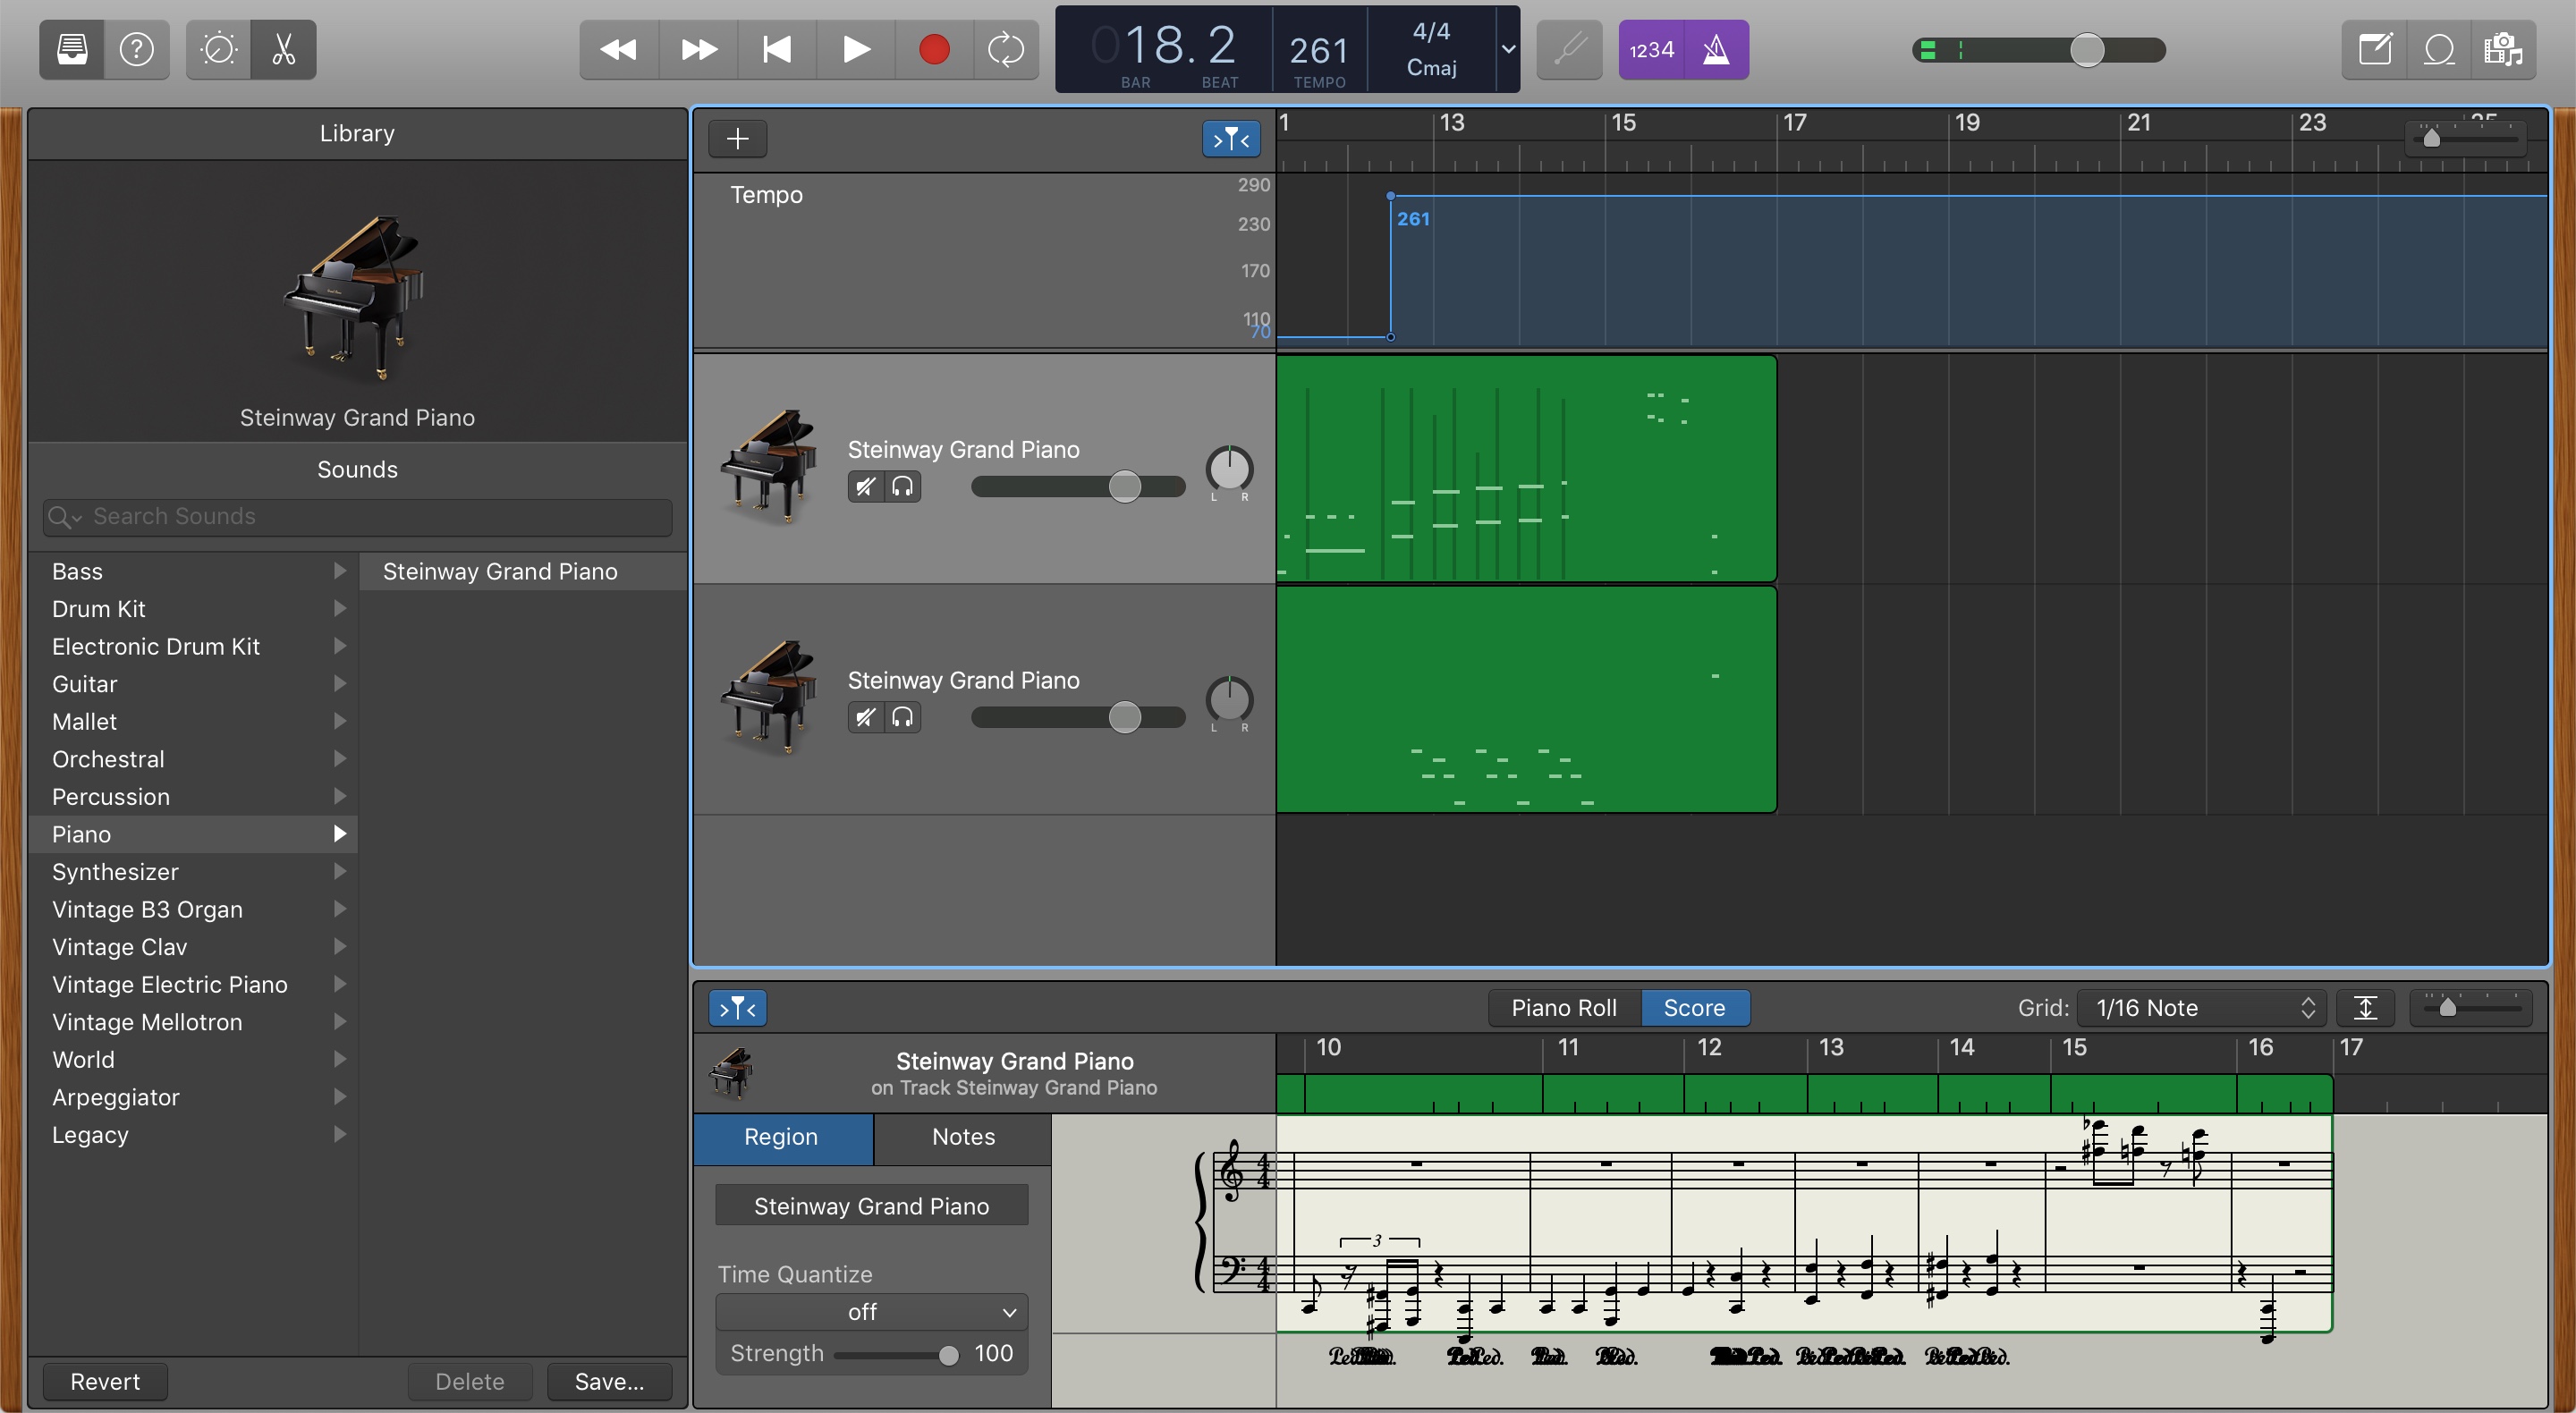 018. 2
BAR
BEAT
261
TEMPO
4/4
Cmaj
1234
Library
Steinway Grand Piano
Sounds
Search Sounds
Bass
Drum Kit
Electronic Drum Kit
Guitar
Mallet
Orchestral
Percussion
Piano
Synthesizer
Vintage B3 Organ
Vintage Clav
Vintage Electric Piano
Vintage Mellotron
World
Arpeggiator
Legacy
Steinway Grand Piano
Revert
Delete
Save...
1
13
15
17
19
21
23
25
Tempo
290
230
170
110
70
261
Steinway Grand Piano
L R
Steinway Grand Piano
L R
Piano Roll
Score
Grid:
1/16 Note
Steinway Grand Piano
on Track Steinway Grand Piano
10
11
12
13
14
15
16
17
Region
Notes
Steinway Grand Piano
Time Quantize
off
Strength
100
4
4
3
4
4